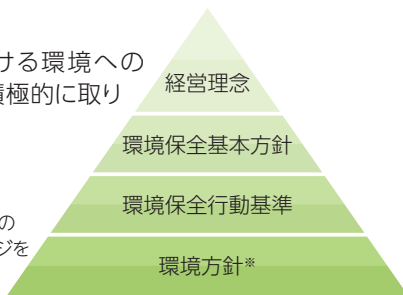 ける環境への
積極的に取り
経営理念
環境保全基本方針
環境保全行動基準
の
ジを
環境方針※